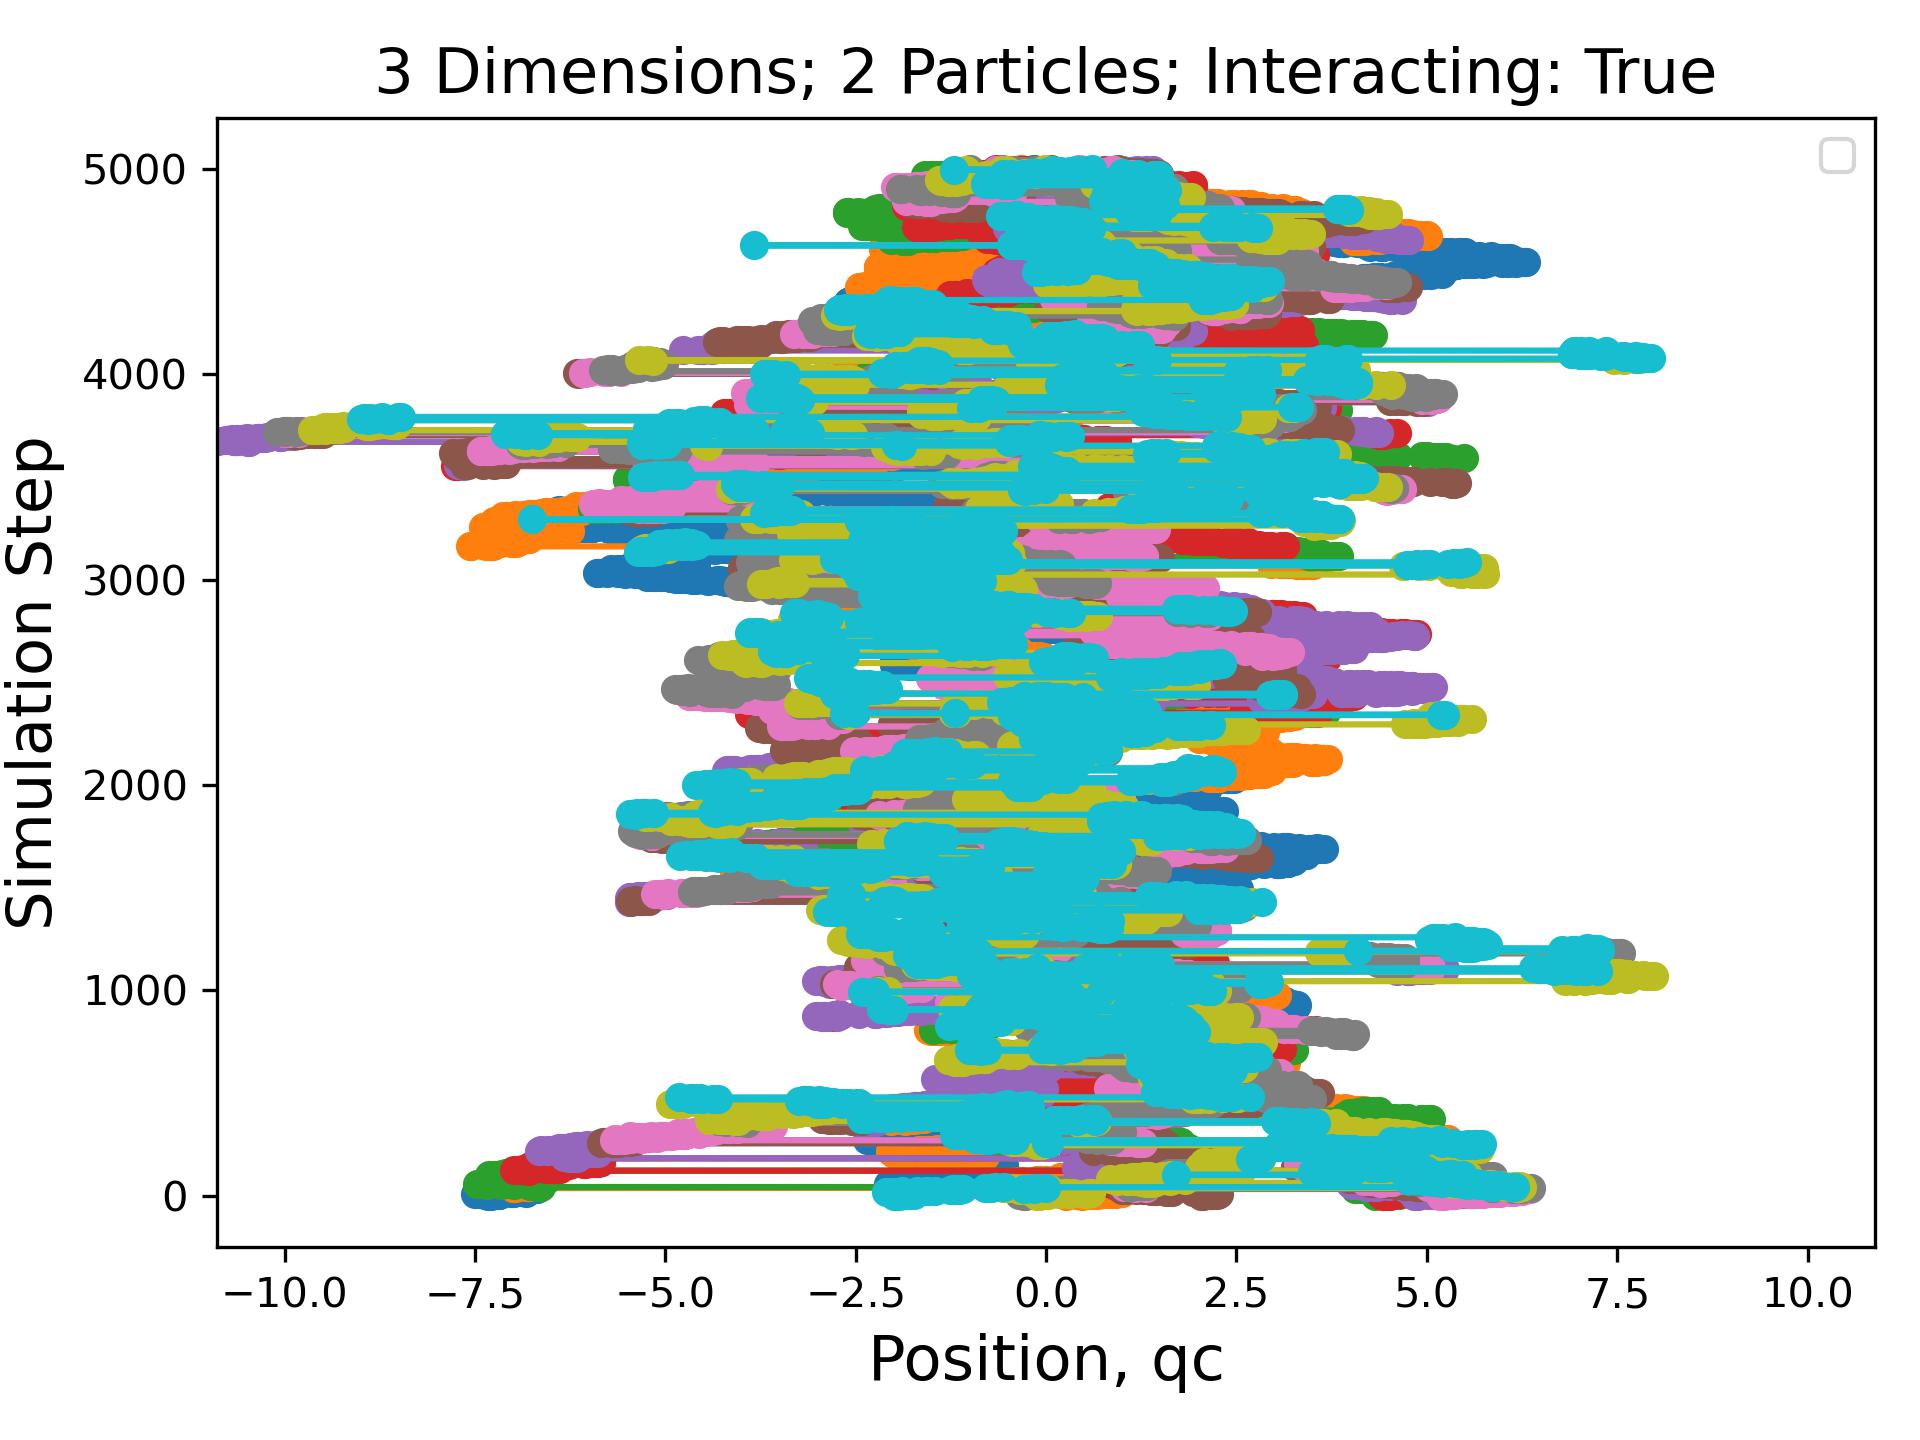 3 Dimensions; 2 Particles; Interacting: True
Simulation Step
5000
4000
3000
2000
1000
0
−10.0 −7.5 −5.0 −2.5 0.0 2.5 5.0 7.5 10.0
Position, qc